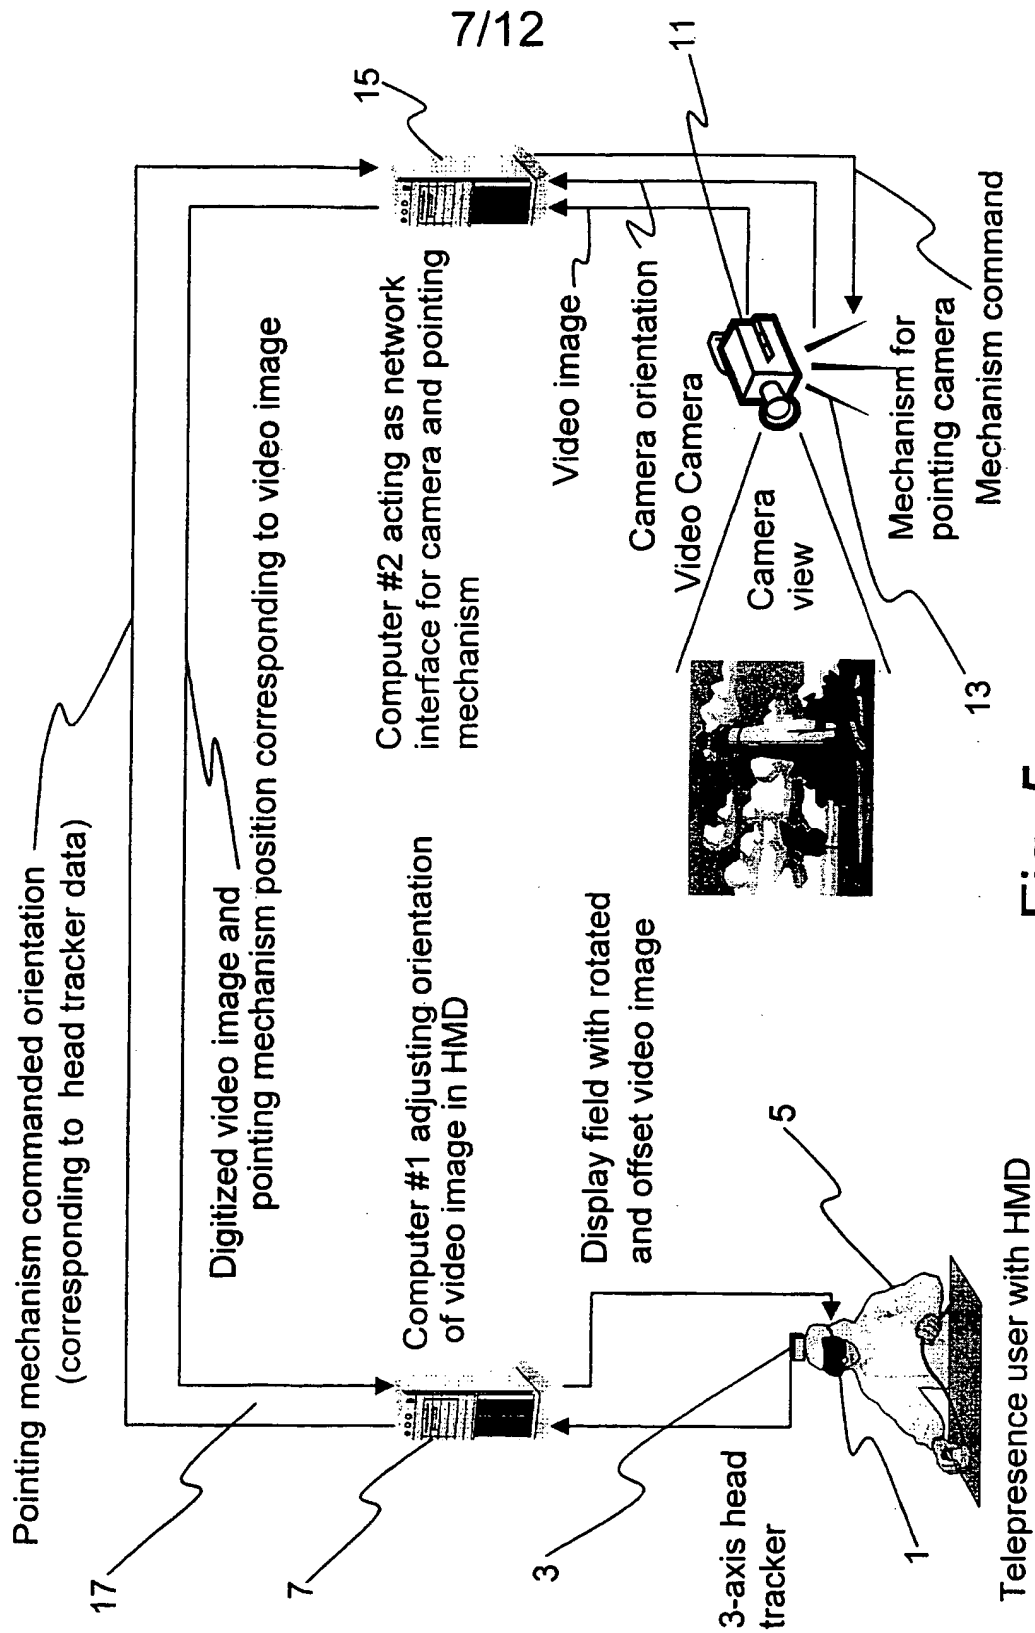 7/12
Pointing mechanism commanded orientation
(corresponding to head tracker data)
17
Digitized video image and
pointing mechanism position corresponding to video image
7
Computer #1 adjusting orientation
of video image in HMD
Computer #2 acting as network
interface for camera and pointing
mechanism
15
3
Display field with rotated
and offset video image
Video image
Camera orientation
Video Camera
11
3-axis head
tracker
5
Camera
view
1
Mechanism for
pointing camera
Mechanism command
13
Telepresence user with HMD